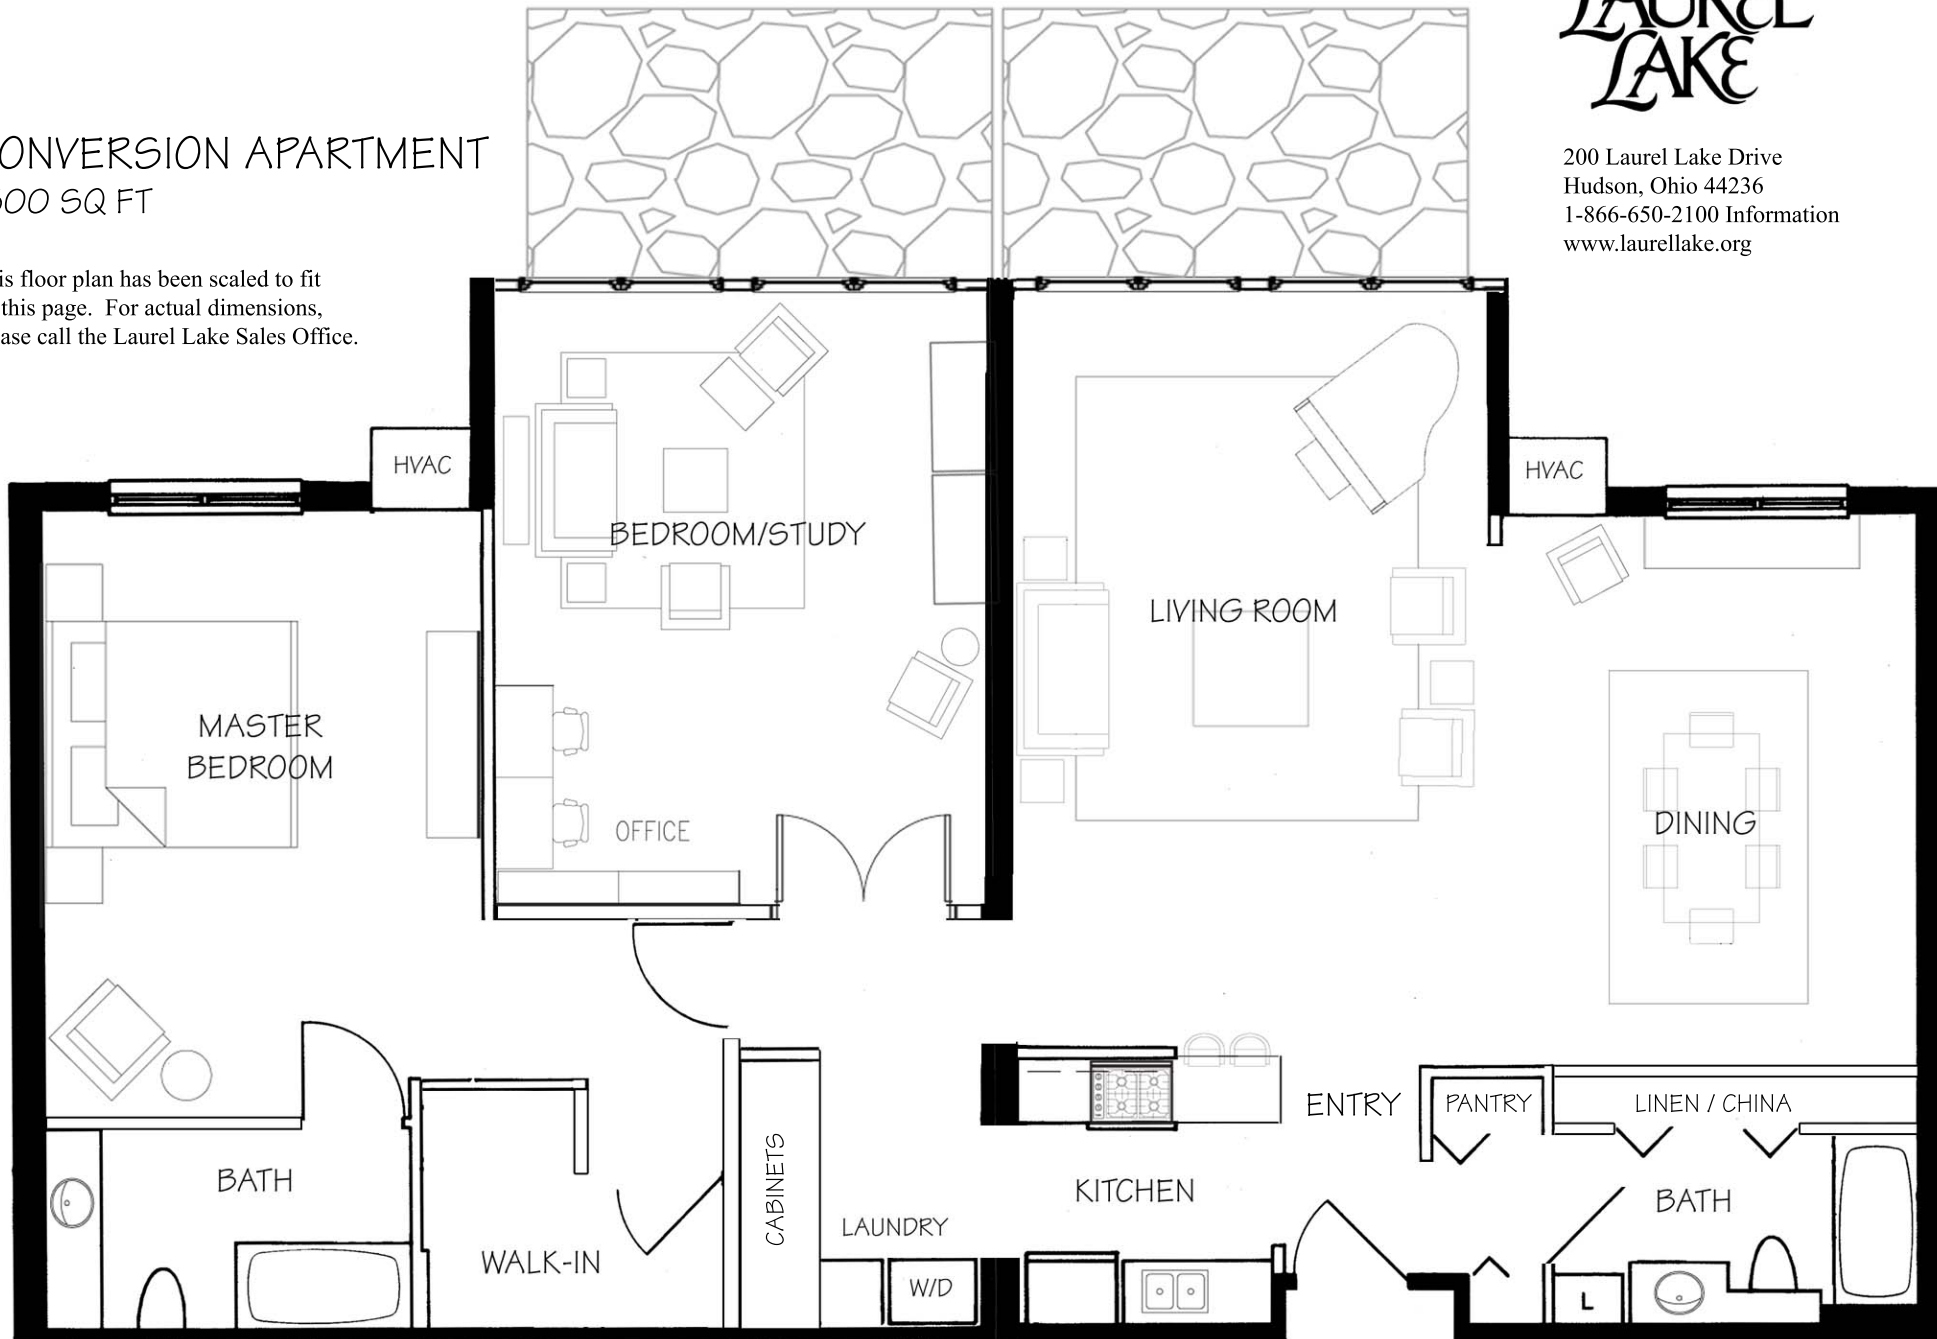 LAUREL
LAKE
ONVERSION APARTMENT
00 SQ FT
is floor plan has been scaled to fit
this page.  For actual dimensions,
ase call the Laurel Lake Sales Office.
200 Laurel Lake Drive
Hudson, Ohio 44236
1-866-650-2100 Information
www.laurellake.org
HVAC
HVAC
BEDROOM/STUDY
LIVING ROOM
MASTER
BEDROOM
OFFICE
DINING
ENTRY
PANTRY
LINEN / CHINA
BATH
CABINETS
KITCHEN
BATH
LAUNDRY
WALK-IN
W/D
L